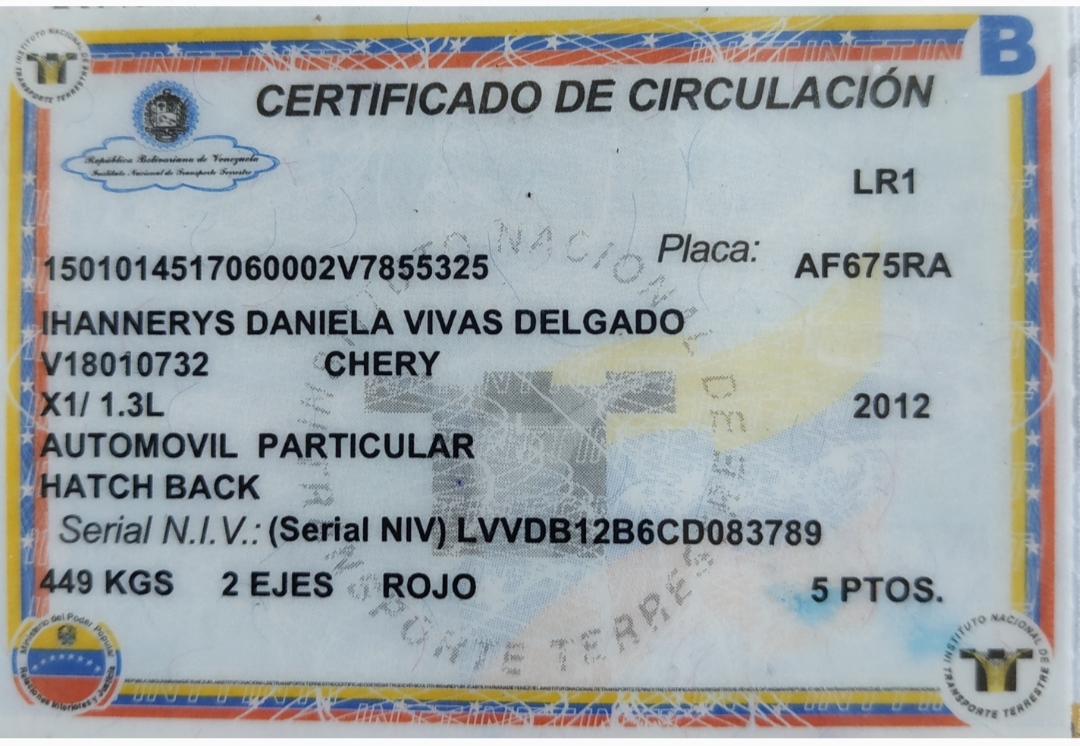 B
INSTITUTO NACIONAL DE TRANSPORTE TERRESTRE
CERTIFICADO DE CIRCULACIÓN
República Bolivariana de Venezuela
Instituto Nacional de Transporte Terrestre
LR1
1501014517060002V7855325 Placa: AF675RA
IHANNERYS DANIELA VIVAS DELGADO
V18010732 CHERY
X1/ 1.3L 2012
AUTOMOVIL PARTICULAR
HATCH BACK
Serial N.I.V.: (Serial NIV) LVVDB12B6CD083789
449 KGS 2 EJES ROJO 5 PTOS.
INSTITUTO NACIONAL DE TRANSPORTE TERRESTRE
Ministerio del Poder Popular
Relaciones Interiores y Justicia
INSTITUTO NACIONAL DE TRANSPORTE TERRESTRE